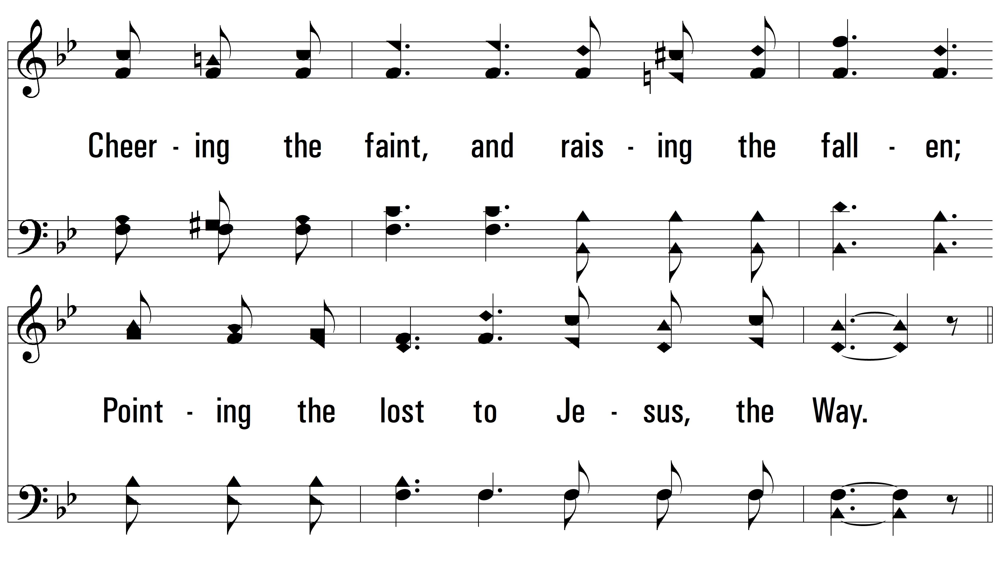 Cheer - ing the faint, and rais - ing the fall - en;
Point - ing the lost to Je - sus, the Way.